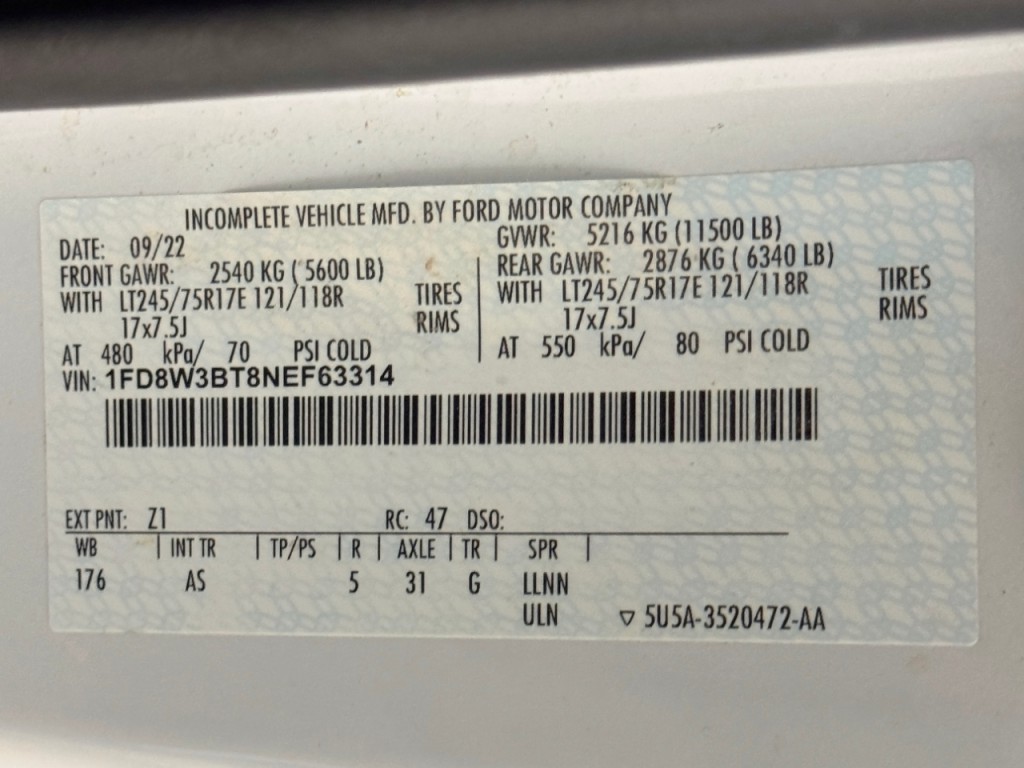 INCOMPLETE VEHICLE MFD. BY FORD MOTOR COMPANY
DATE: 09/22
GVWR: 5216 KG (11500 LB)
FRONT GAWR: 2540 KG ( 5600 LB)
REAR GAWR: 2876 KG ( 6340 LB)
WITH LT245/75R17E 121/118R TIRES
WITH LT245/75R17E 121/118R TIRES
17x7.5J RIMS
17x7.5J RIMS
AT 480 kPa/ 70 PSI COLD
AT 550 kPa/ 80 PSI COLD
VIN: 1FD8W3BT8NEF63314
EXT PNT: Z1 RC: 47 DSO:
WB | INT TR | TP/PS | R | AXLE | TR | SPR |
176 AS 5 31 G LLNN
ULN ▽ 5U5A-3520472-AA